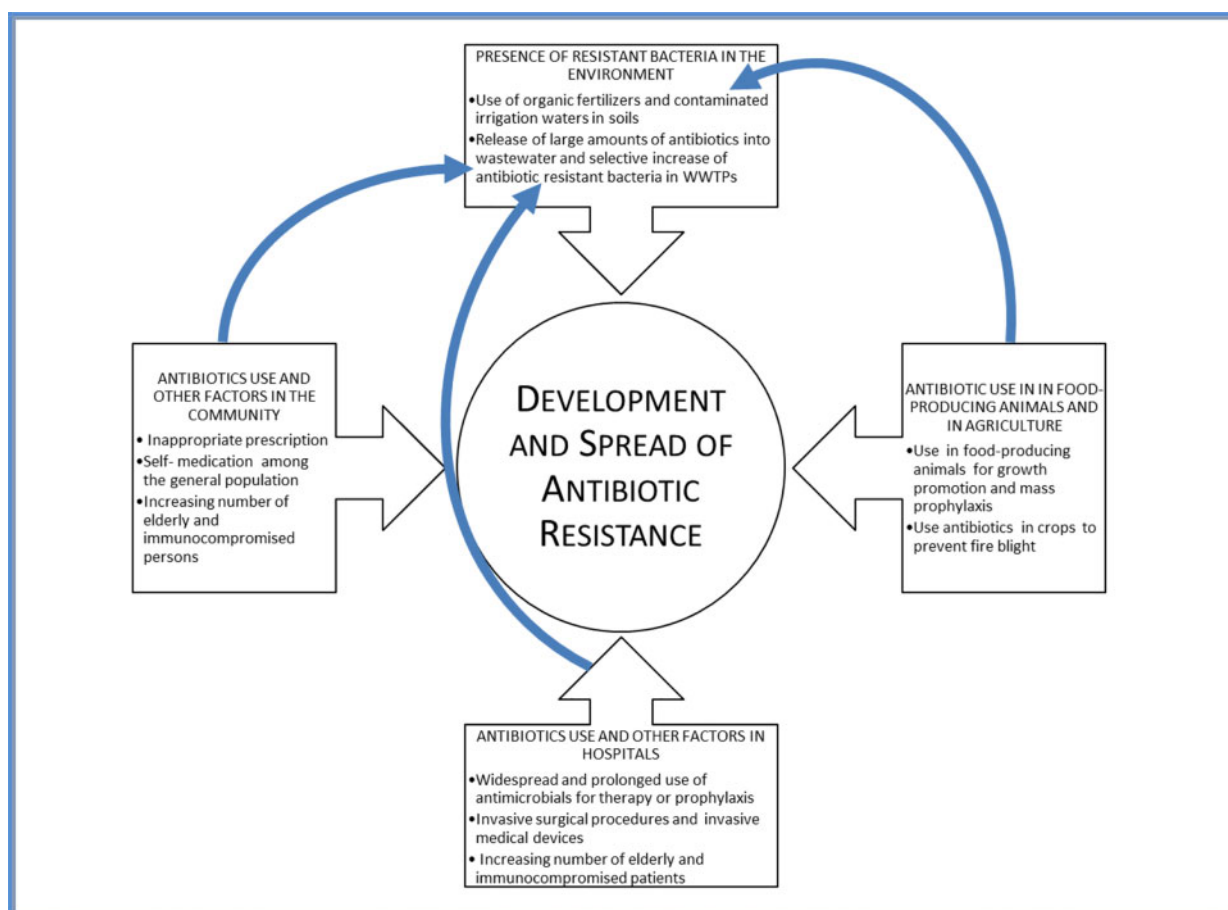 PRESENCE OF RESISTANT BACTERIA IN THE
ENVIRONMENT
•Use of organic fertilizers and contaminated
irrigation waters in soils
•Release of large amounts of antibiotics into
wastewater and selective increase of
antibiotic resistant bacteria in WWTPs
ANTIBIOTICS USE AND
OTHER FACTORS IN THE
COMMUNITY
• Inappropriate prescription
•Self- medication among
the general population
•Increasing number of
elderly and
immunocompromised
persons
DEVELOPMENT
AND SPREAD OF
ANTIBIOTIC
RESISTANCE
ANTIBIOTIC USE IN IN FOOD-
PRODUCING ANIMALS AND
IN AGRICULTURE
•Use in food-producing
animals for growth
promotion and mass
prophylaxis
•Use antibiotics in crops to
prevent fire blight
ANTIBIOTICS USE AND OTHER FACTORS IN
HOSPITALS
•Widespread and prolonged use of
antimicrobials for therapy or prophylaxis
•Invasive surgical procedures and invasive
medical devices
• Increasing number of elderly and
immunocompromised patients